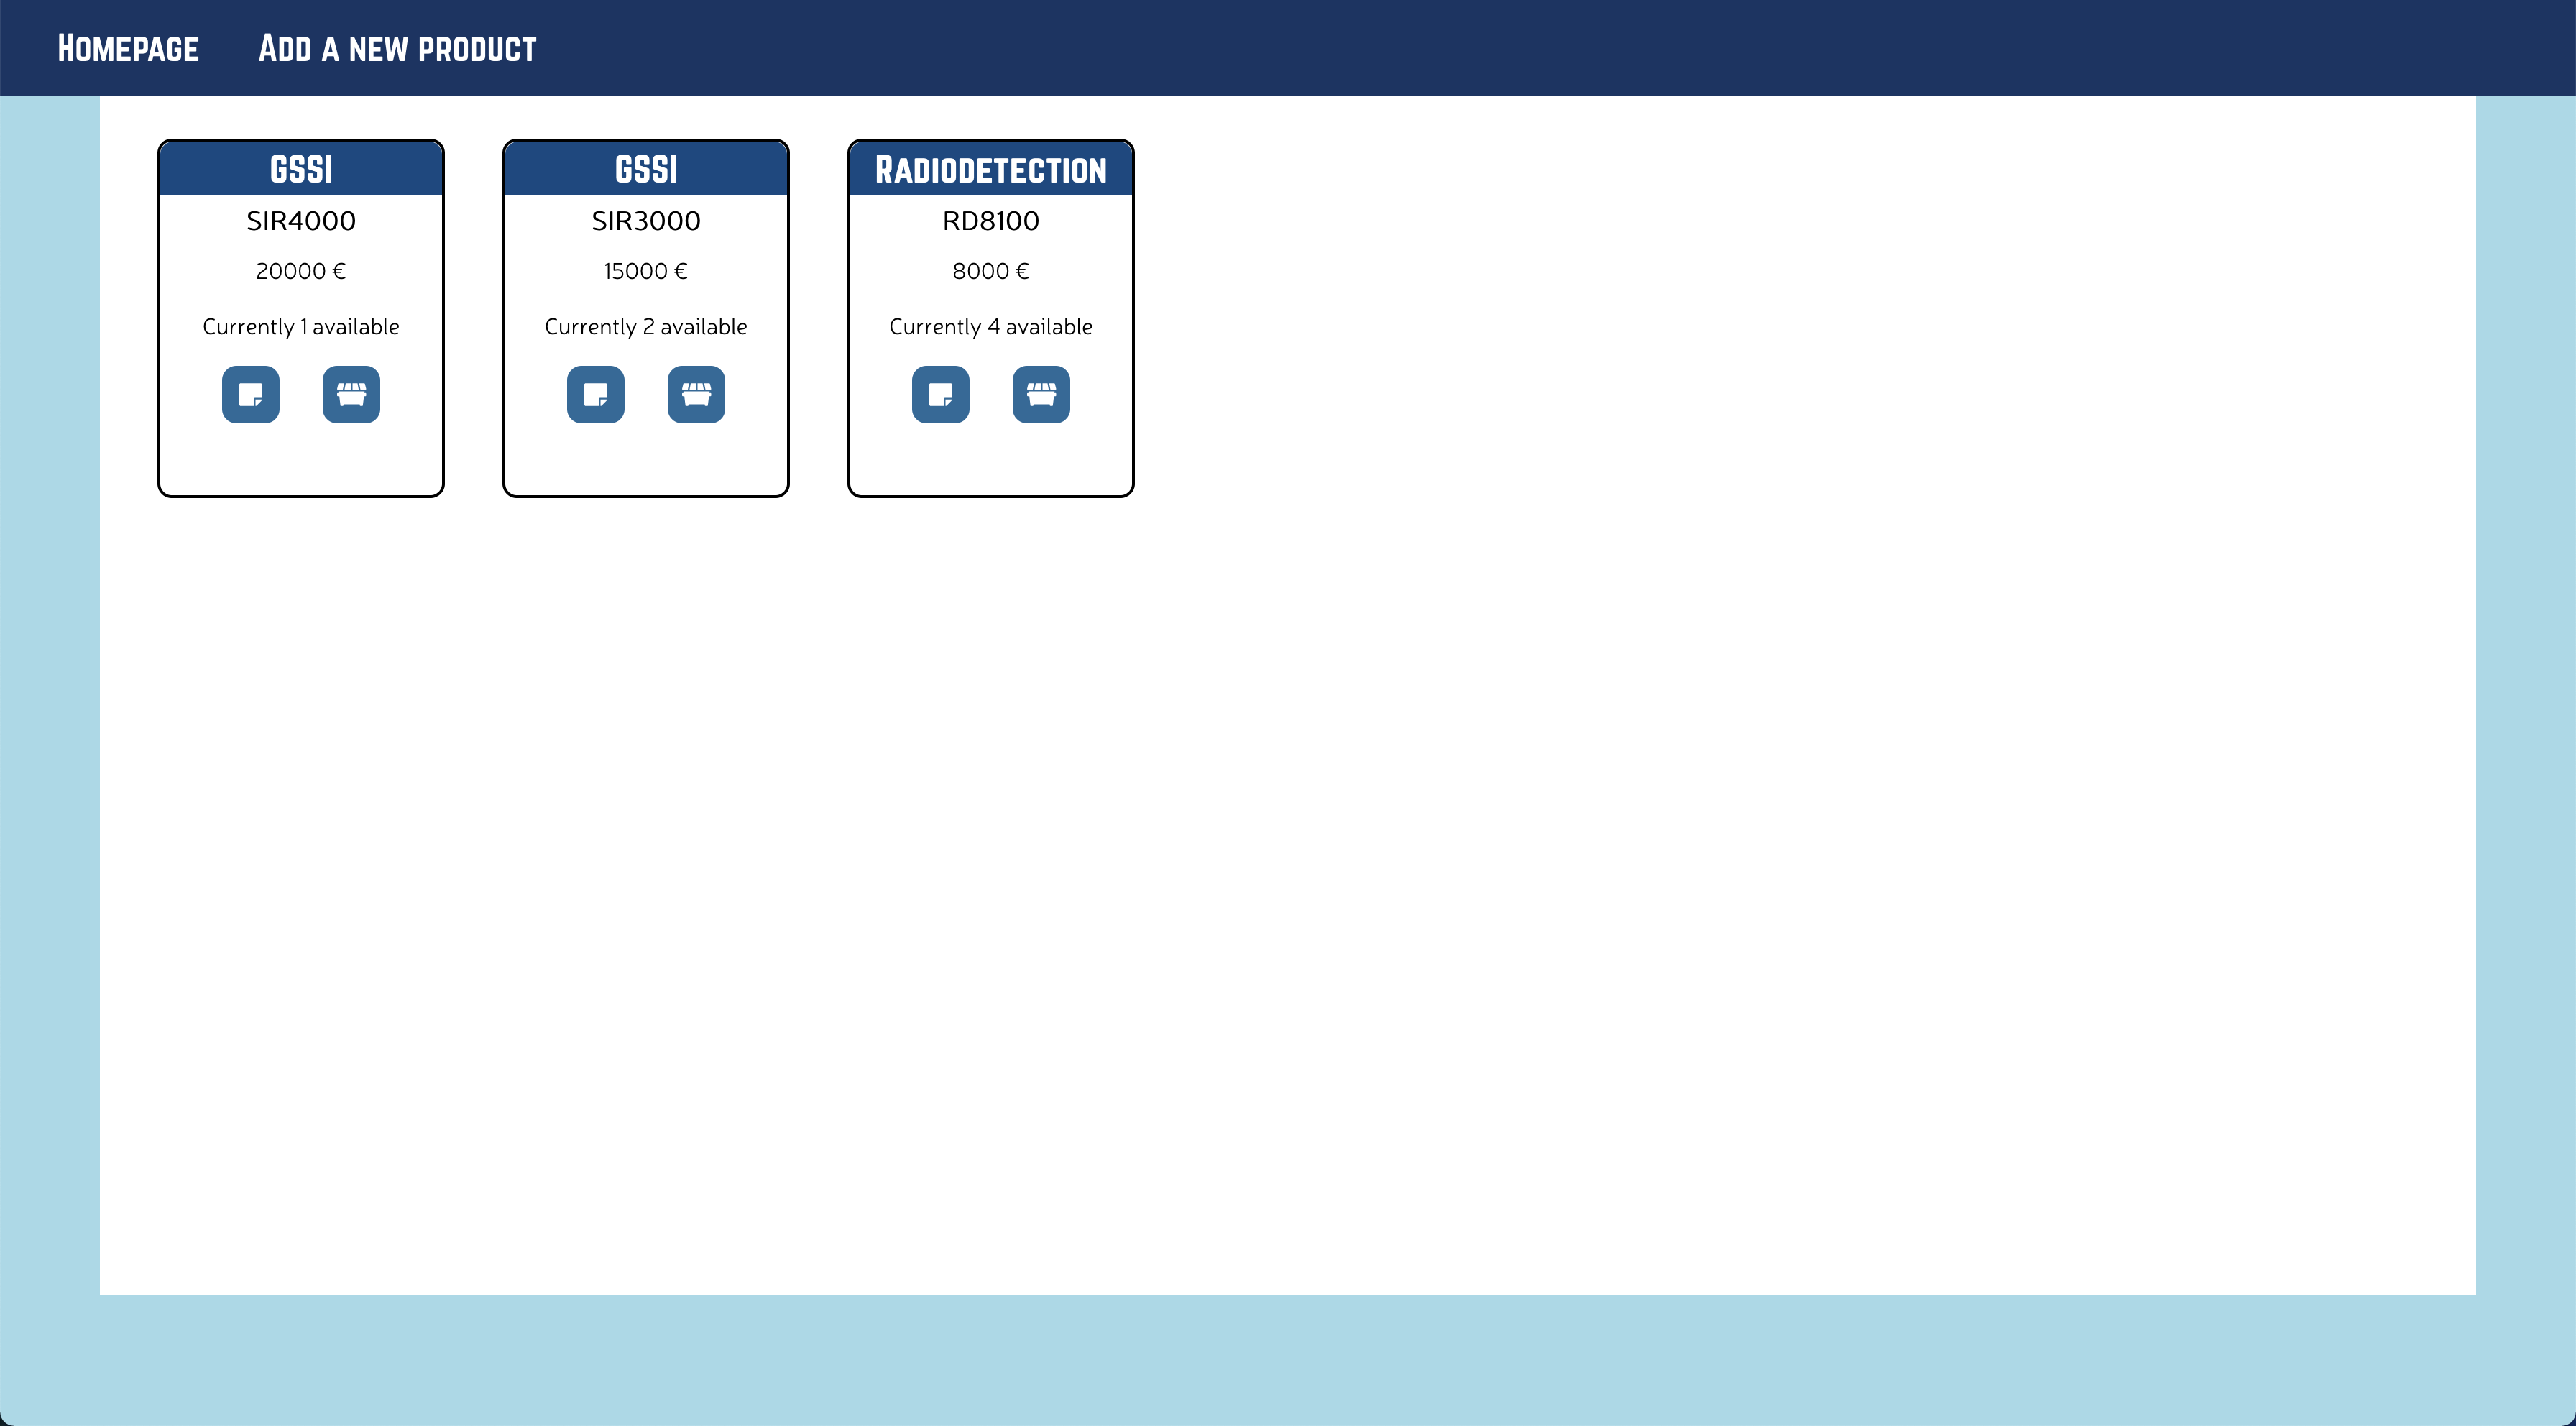 Homepage Add a new product
GSSI
SIR4000
20000 €
Currently 1 available
GSSI
SIR3000
15000 €
Currently 2 available
Radiodetection
RD8100
8000 €
Currently 4 available